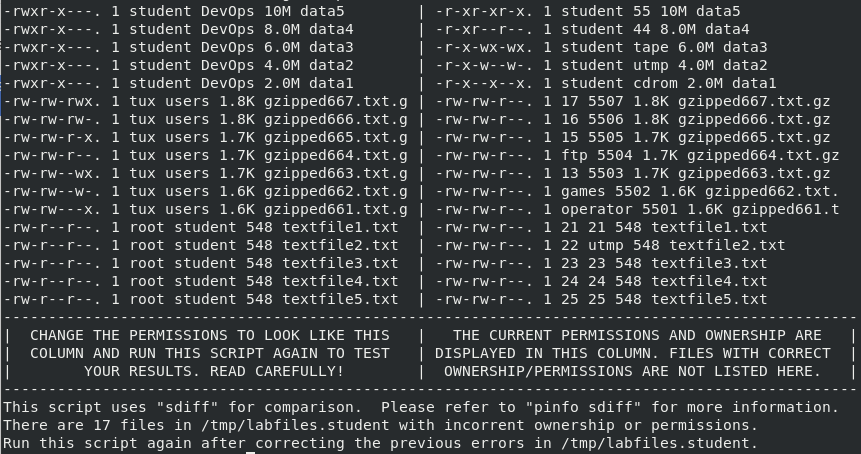 -rwxr-x---. 1 student DevOps 10M data5 | -r-xr-xr-x. 1 student 55 10M data5
-rwxr-x---. 1 student DevOps 8.0M data4 | -r-xr--r--. 1 student 44 8.0M data4
-rwxr-x---. 1 student DevOps 6.0M data3 | -r-x-wx-wx. 1 student tape 6.0M data3
-rwxr-x---. 1 student DevOps 4.0M data2 | -r-x-w--w-. 1 student utmp 4.0M data2
-rwxr-x---. 1 student DevOps 2.0M data1 | -r-x--x--x. 1 student cdrom 2.0M data1
-rw-rw-rwx. 1 tux users 1.8K gzipped667.txt.g | -rw-rw-r--. 1 17 5507 1.8K gzipped667.txt.gz
-rw-rw-rw-. 1 tux users 1.8K gzipped666.txt.g | -rw-rw-r--. 1 16 5506 1.8K gzipped666.txt.gz
-rw-rw-r-x. 1 tux users 1.7K gzipped665.txt.g | -rw-rw-r--. 1 15 5505 1.7K gzipped665.txt.gz
-rw-rw-r--. 1 tux users 1.7K gzipped664.txt.g | -rw-rw-r--. 1 ftp 5504 1.7K gzipped664.txt.gz
-rw-rw--wx. 1 tux users 1.7K gzipped663.txt.g | -rw-rw-r--. 1 13 5503 1.7K gzipped663.txt.gz
-rw-rw--w-. 1 tux users 1.6K gzipped662.txt.g | -rw-rw-r--. 1 games 5502 1.6K gzipped662.txt.
-rw-rw---x. 1 tux users 1.6K gzipped661.txt.g | -rw-rw-r--. 1 operator 5501 1.6K gzipped661.t
-rw-r--r--. 1 root student 548 textfile1.txt | -rw-rw-r--. 1 21 21 548 textfile1.txt
-rw-r--r--. 1 root student 548 textfile2.txt | -rw-rw-r--. 1 22 utmp 548 textfile2.txt
-rw-r--r--. 1 root student 548 textfile3.txt | -rw-rw-r--. 1 23 23 548 textfile3.txt
-rw-r--r--. 1 root student 548 textfile4.txt | -rw-rw-r--. 1 24 24 548 textfile4.txt
-rw-r--r--. 1 root student 548 textfile5.txt | -rw-rw-r--. 1 25 25 548 textfile5.txt
-----------------------------------------------------------------------------------------------
| CHANGE THE PERMISSIONS TO LOOK LIKE THIS | THE CURRENT PERMISSIONS AND OWNERSHIP ARE |
| COLUMN AND RUN THIS SCRIPT AGAIN TO TEST | DISPLAYED IN THIS COLUMN. FILES WITH CORRECT |
| YOUR RESULTS. READ CAREFULLY! | OWNERSHIP/PERMISSIONS ARE NOT LISTED HERE. |
-----------------------------------------------------------------------------------------------
This script uses "sdiff" for comparison. Please refer to "pinfo sdiff" for more information.
There are 17 files in /tmp/labfiles.student with incorrent ownership or permissions.
Run this script again after correcting the previous errors in /tmp/labfiles.student.